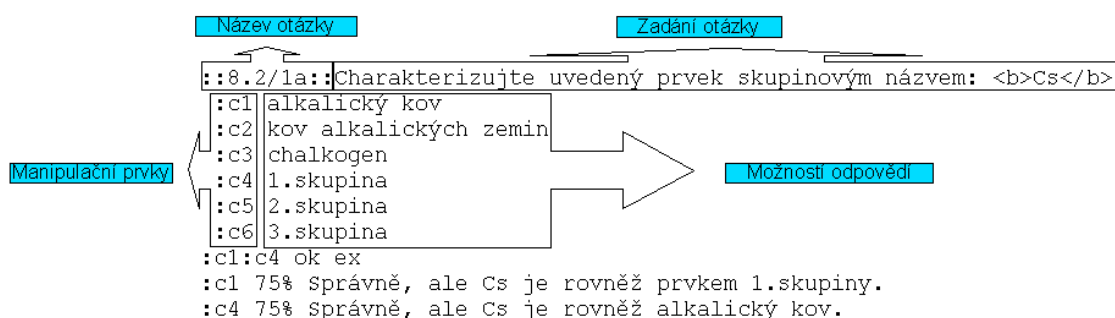 Název otázky
Zadání otázky
::8.2/1a::Charakterizujte uvedený prvek skupinovým názvem: <b>Cs</b>
:c1 alkalický kov
:c2 kov alkalických zemin
:c3 chalkogen
:c4 1.skupina
:c5 2.skupina
:c6 3.skupina
Manipulační prvky
Možností odpovědí
:c1:c4 ok ex
:c1 75% Správně, ale Cs je rovněž prvkem 1.skupiny.
:c4 75% Správně, ale Cs je rovněž alkalický kov.